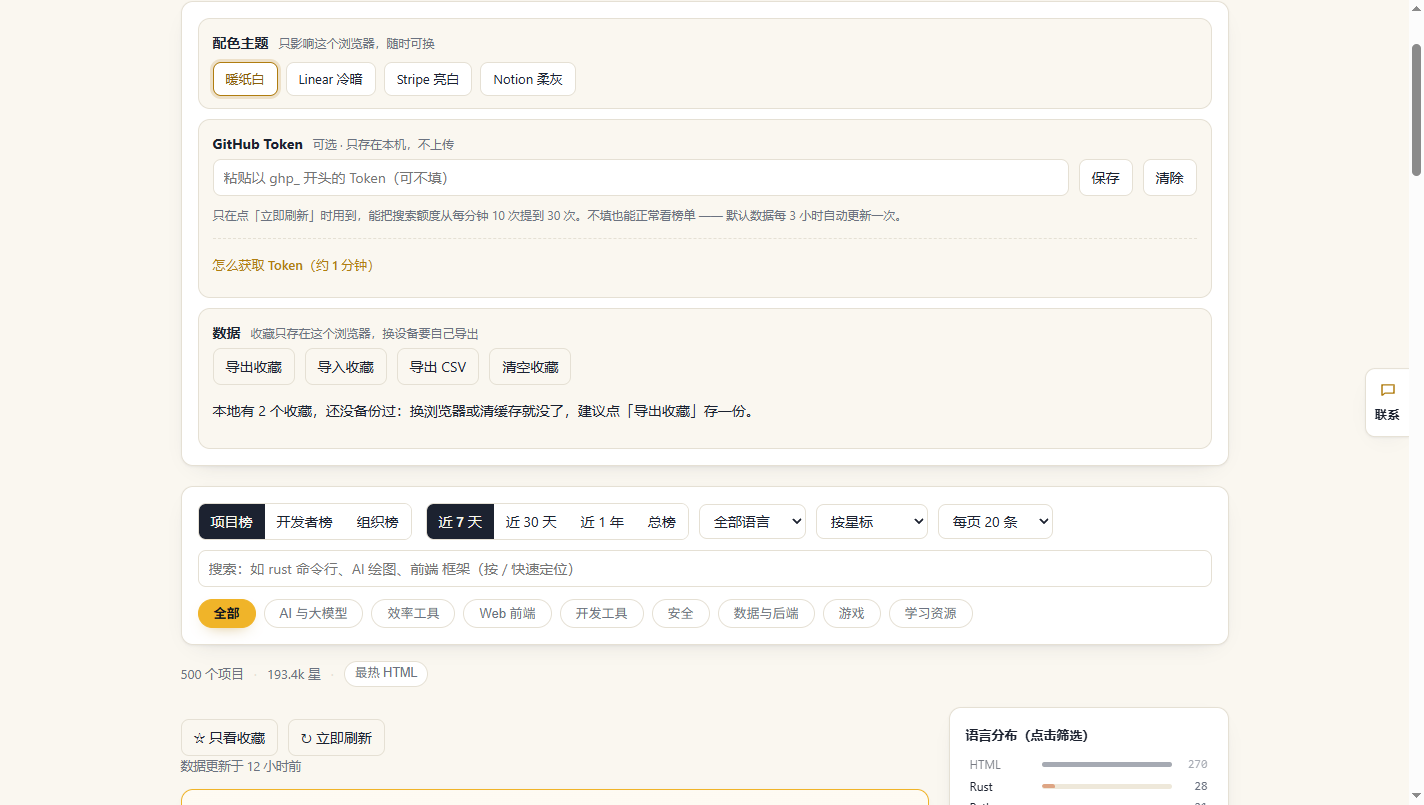 配色主题 只影响这个浏览器，随时可换
暖纸白 Linear 冷暗 Stripe 亮白 Notion 柔灰
GitHub Token 可选 · 只存在本机，不上传
粘贴以 ghp_ 开头的 Token（可不填） 保存 清除
只在点「立即刷新」时用到，能把搜索额度从每分钟 10 次提到 30 次。不填也能正常看榜单 —— 默认数据每 3 小时自动更新一次。
怎么获取 Token（约 1 分钟）
数据 收藏只存在这个浏览器，换设备要自己导出
导出收藏 导入收藏 导出 CSV 清空收藏
本地有 2 个收藏，还没备份过：换浏览器或清缓存就没了，建议点「导出收藏」存一份。
联系
项目榜 开发者榜 组织榜 近 7 天 近 30 天 近 1 年 总榜 全部语言 按星标 每页 20 条
搜索：如 rust 命令行、AI 绘图、前端 框架（按 / 快速定位）
全部 AI 与大模型 效率工具 Web 前端 开发工具 安全 数据与后端 游戏 学习资源
500 个项目 · 193.4k 星 · 最热 HTML
☆ 只看收藏 ↻ 立即刷新
数据更新于 12 小时前
语言分布（点击筛选）
HTML 270
Rust 28